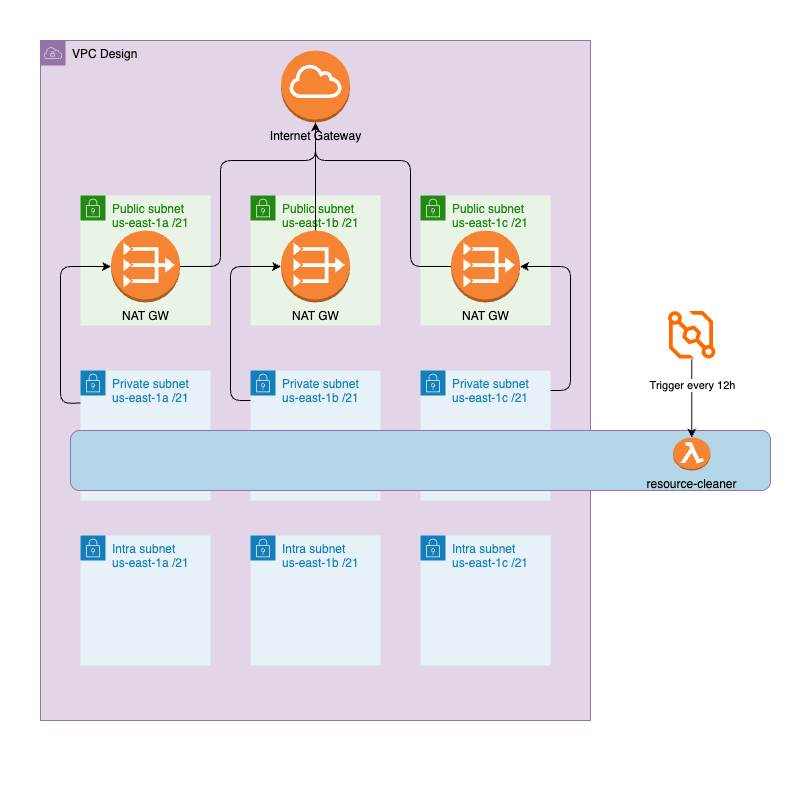 VPC Design
Internet Gateway
Public subnet
us-east-1a /21
Public subnet
us-east-1b /21
Public subnet
us-east-1c /21
NAT GW
NAT GW
NAT GW
Private subnet
us-east-1a /21
Private subnet
us-east-1b /21
Private subnet
us-east-1c /21
Trigger every 12h
resource-cleaner
Intra subnet
us-east-1a /21
Intra subnet
us-east-1b /21
Intra subnet
us-east-1c /21